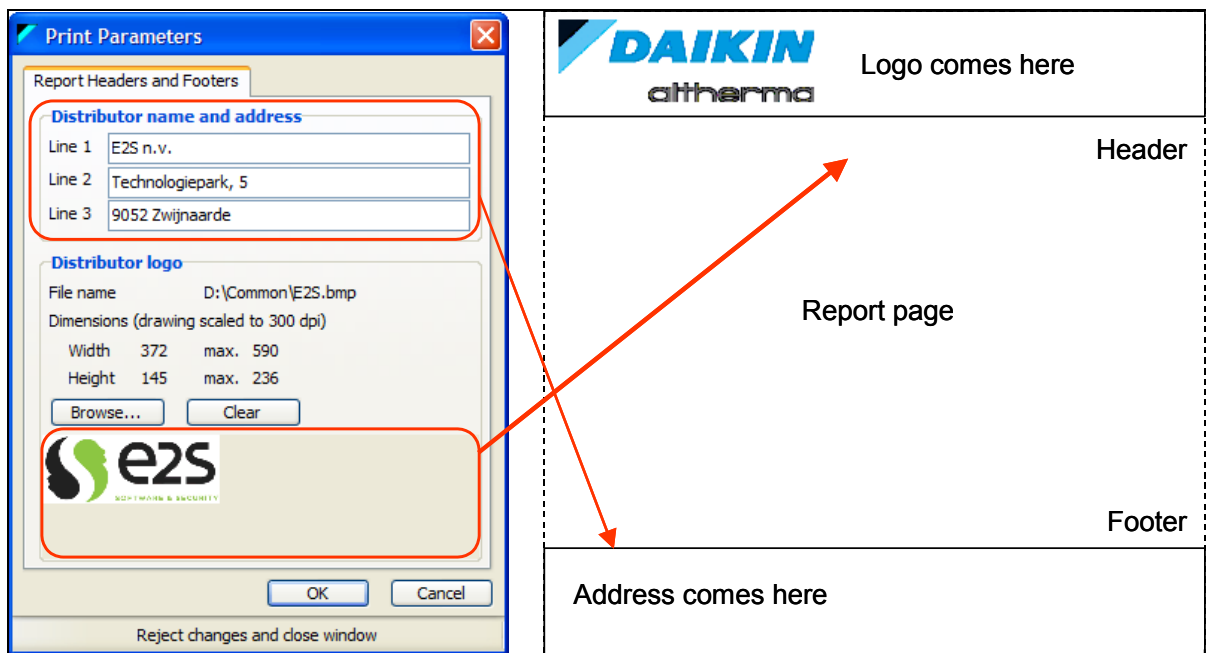 Print Parameters
Report Headers and Footers
Distributor name and address
Line 1 E2S n.v.
Line 2 Technologiepark, 5
Line 3 9052 Zwijnaarde
Distributor logo
File name D:\Common\E2S.bmp
Dimensions (drawing scaled to 300 dpi)
Width 372 max. 590
Height 145 max. 236
Browse... Clear
e2s
SOFTWARE & SECURITY
OK Cancel
Reject changes and close window
DAIKIN
altherma
Logo comes here
Header
Report page
Footer
Address comes here